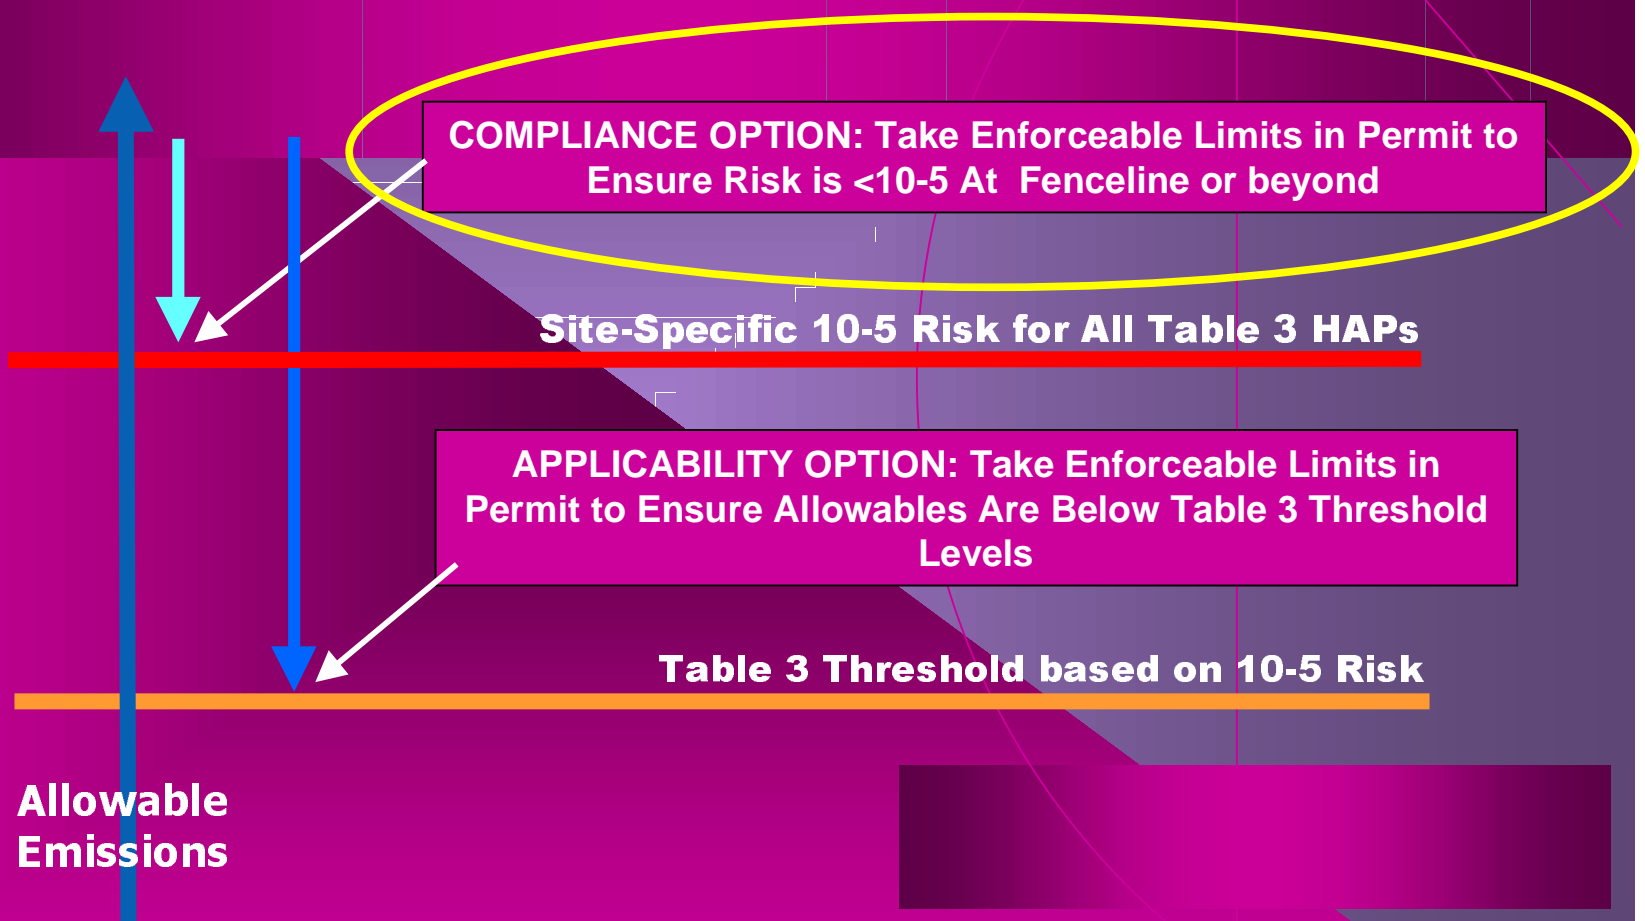 COMPLIANCE OPTION: Take Enforceable Limits in Permit to
Ensure Risk is <10-5 At  Fenceline or beyond
Site-Specific 10-5 Risk for All Table 3 HAPs
APPLICABILITY OPTION: Take Enforceable Limits in
Permit to Ensure Allowables Are Below Table 3 Threshold
Levels
Table 3 Threshold based on 10-5 Risk
Allowable
Emissions